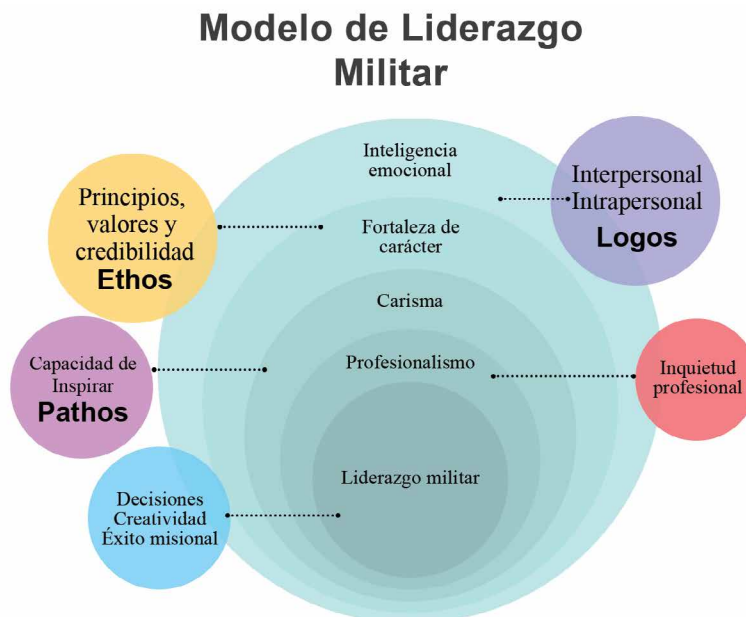 Modelo de Liderazgo
Militar
Inteligencia
emocional
Interpersonal
Intrapersonal
Logos
Principios,
valores y
credibilidad
Ethos
Fortaleza de
carácter
Carisma
Capacidad de
Inspirar
Pathos
Profesionalismo
Inquietud
profesional
Liderazgo militar
Decisiones
Creatividad
Éxito misional